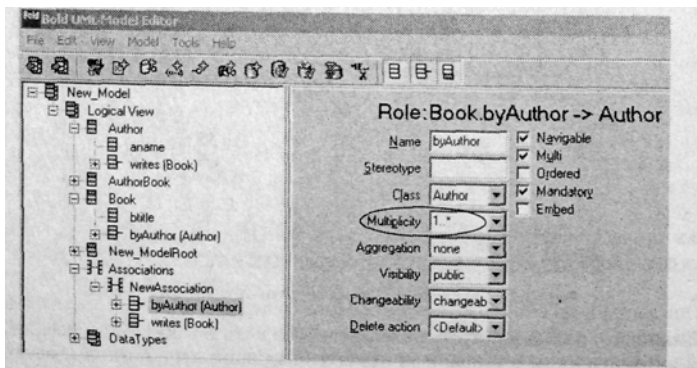 Bold UML-Model Editor
File Edit View Model Tools Help
New_Model
Logical View
Author
aname
writes (Book)
AuthorBook
Book
btitle
byAuthor (Author)
New_ModelRoot
Associations
NewAssociation
byAuthor (Author)
writes (Book)
DataTypes
Role:Book.byAuthor -> Author
Name byAuthor
Stereotype
Class Author
Multiplicity 1..*
Aggregation none
Visibility public
Changeability changeab
Delete action <Default>
Navigable
Multi
Ordered
Mandatory
Embed